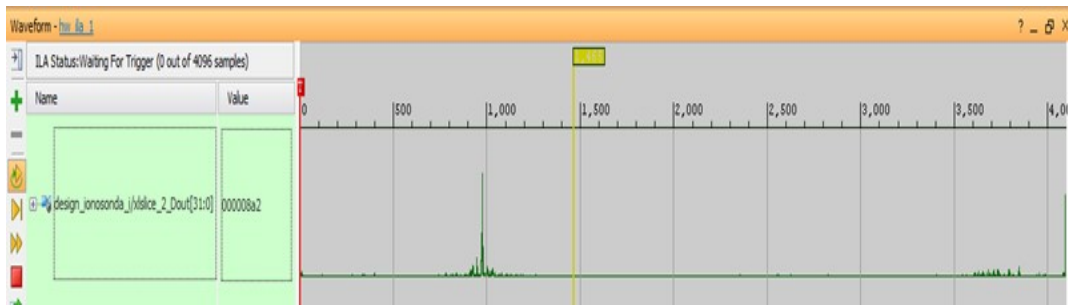 Waveform - hw_ila_1
? _ X
ILA Status:Waiting For Trigger (0 out of 4096 samples)
Name Value
0 500 1,000 1,500 2,000 2,500 3,000 3,500 4,0
design_ionosonda_i/xlslice_2_Dout[31:0] 000008a2